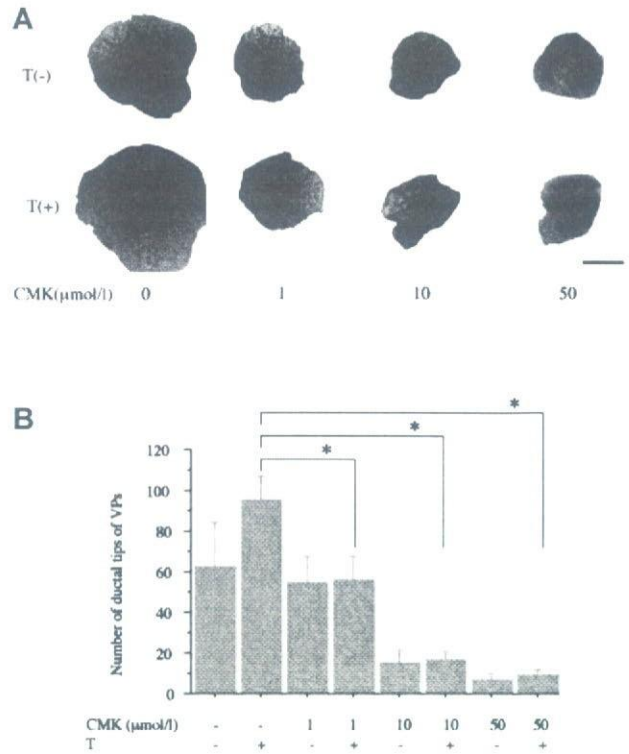 A
T(-)
T(+)
CMK(μmol/l) 0 1 10 50
B
*
*
*
Number of ductal tips of VPs
120
100
80
60
40
20
0
CMK (μmol/l) - - 1 1 10 10 50 50
T - + - + - + - +